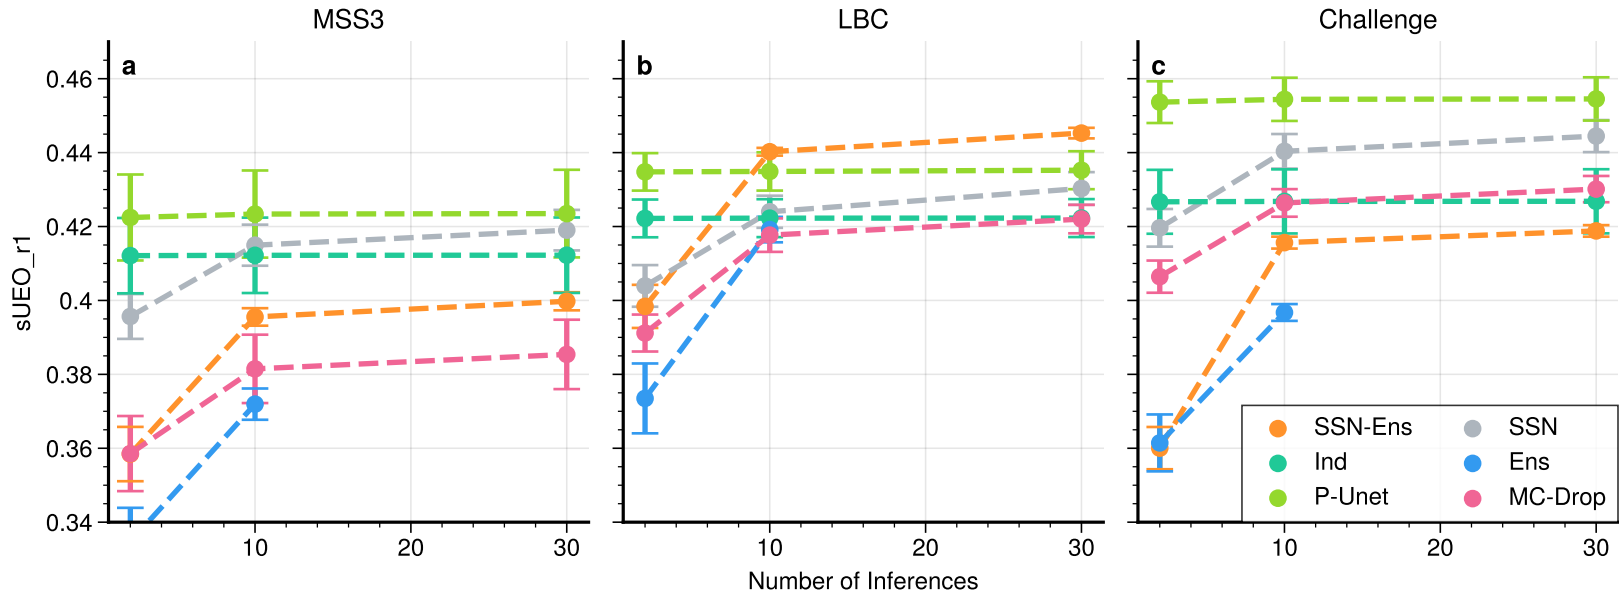 MSS3
LBC
Challenge
a
b
c
sUEO_r1
0.46
0.44
0.42
0.4
0.38
0.36
0.34
10
20
30
10
20
30
10
20
30
Number of Inferences
SSN-Ens
SSN
Ind
Ens
P-Unet
MC-Drop